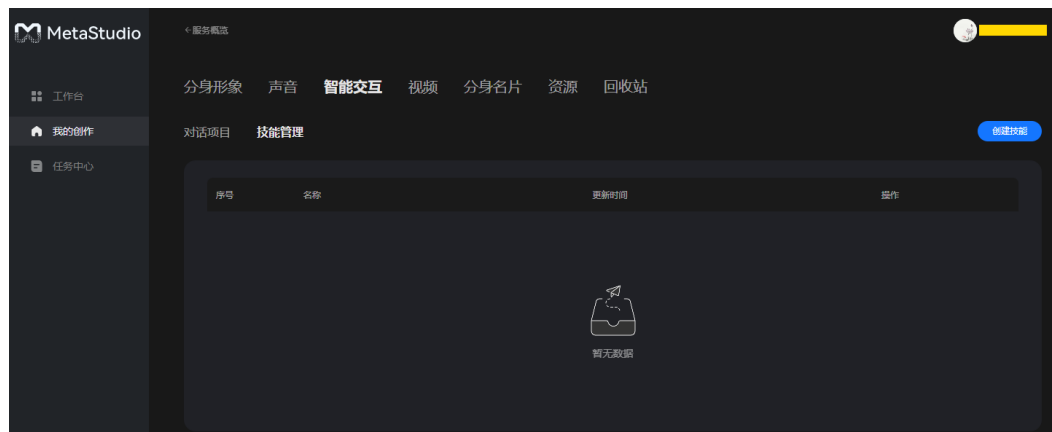 MetaStudio
←服务概览
工作台
我的创作
任务中心
分身形象 声音 智能交互 视频 分身名片 资源 回收站
对话项目 技能管理
创建技能
序号 名称 更新时间 操作
暂无数据